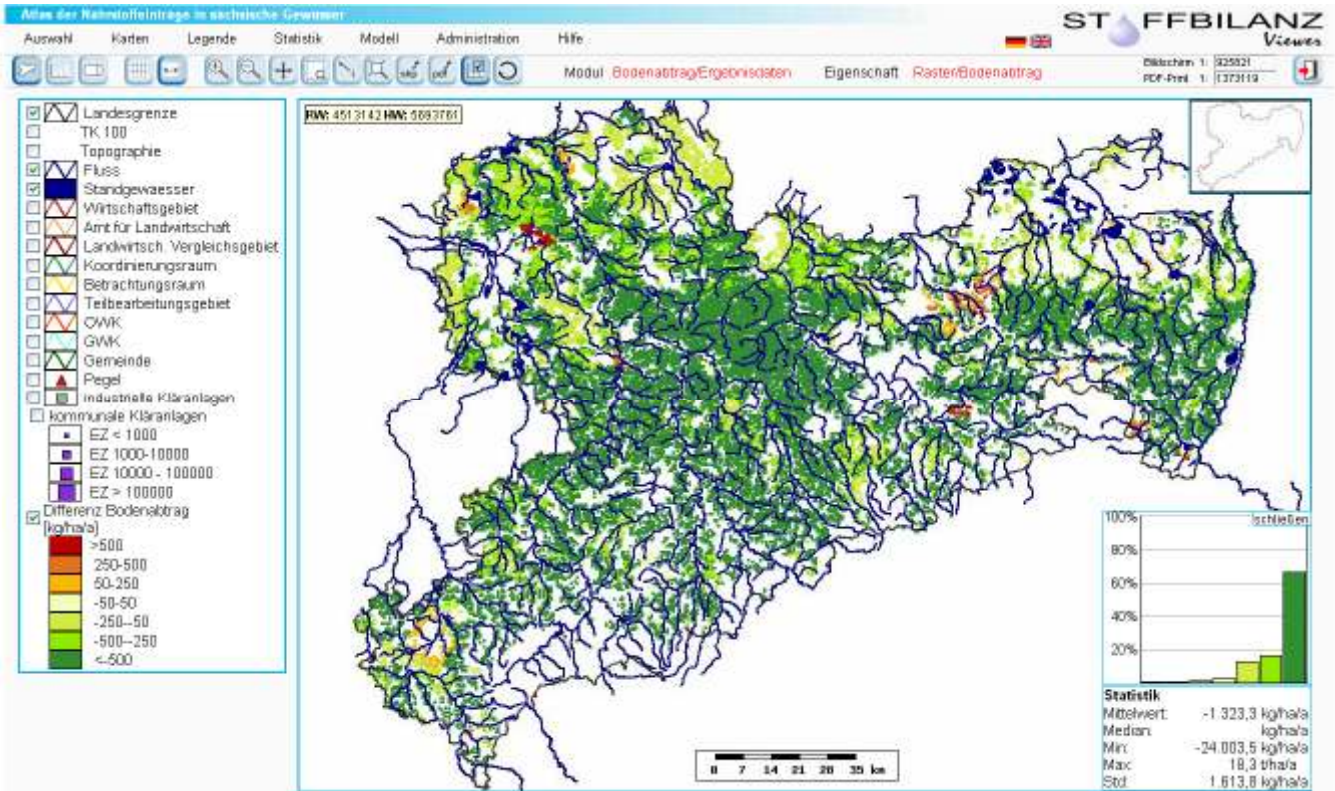 Atlas der Nährstoffeinträge in sächsische Gewässer
STOFFBILANZ
Viewer
Auswahl Karten Legende Statistik Modell Administration Hilfe
Modul Bodenabtrag/Ergebnisdaten Eigenschaft Raster/Bodenabtrag
Bildschirm 1: 925821
PDF-Print 1: 1373119
RW: 4513142 HW: 5693761
Landesgrenze
TK 100
Topographie
Fluss
Standgewaesser
Wirtschaftsgebiet
Amt für Landwirtschaft
Landwirtsch. Vergleichsgebiet
Koordinierungsraum
Betrachtungsraum
Teilbearbeitungsgebiet
OWK
GWK
Gemeinde
Pegel
industrielle Kläranlagen
kommunale Kläranlagen
EZ < 1000
EZ 1000-10000
EZ 10000 - 100000
EZ > 100000
Differenz Bodenabtrag
[kg/ha/a]
>500
250-500
50-250
-50-50
-250--50
-500--250
<-500
0 7 14 21 28 35 km
schließen
100%
80%
60%
40%
20%
Statistik
Mittelwert: -1.323,3 kg/ha/a
Median: kg/ha/a
Min: -24.003,5 kg/ha/a
Max: 18,3 t/ha/a
Std: 1.613,8 kg/ha/a